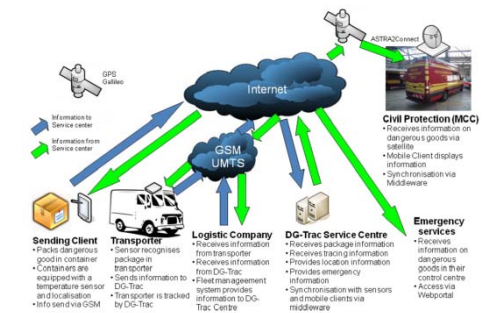 ASTRA2Connect
GPS
Galileo
Internet
Information to
Service center
Information from
Service center
GSM
UMTS
Civil Protection (MCC)
• Receives information on
dangerous goods via
satellite
• Mobile Client displays
information
• Synchronisation via
Middleware
Sending Client
• Packs dangerous
good in container
• Containers are
equipped with a
temperature sensor
and localisation
• Info send via GSM
Transporter
• Sensor recognises
package in
transporter
• Sends information to
DG-Trac
• Transporter is tracked
by DG-Trac
Logistic Company
• Receives information
from transporter
• Receives information
from DG-Trac
• Fleet manageement
system provides
information to DG-
Trac Centre
DG-Trac Service Centre
• Receives package information
• Receives tracing information
• Provides location information
• Provides emergency
information
• Synchronisation with sensors
and mobile clients via
middleware
Emergency
services
• Receives
information on
dangerous
goods in their
control centre
• Access via
Webportal